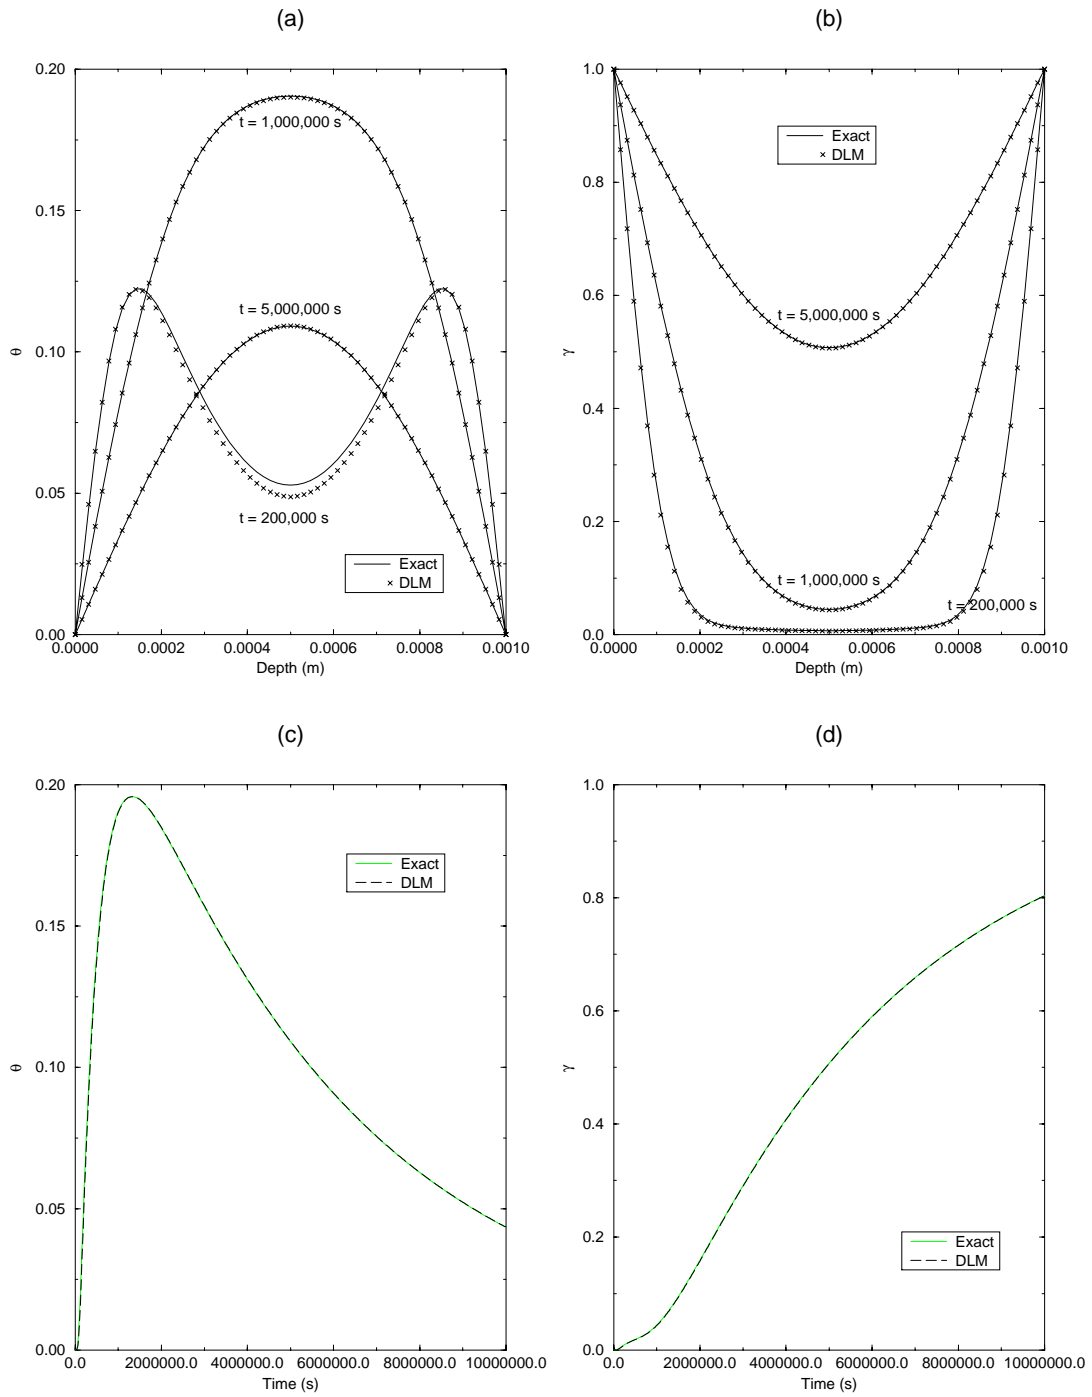 (a)
0.20
0.15
0.10
0.05
0.00
θ
0.0000 0.0002 0.0004 0.0006 0.0008 0.0010
Depth (m)
t = 1,000,000 s
t = 5,000,000 s
t = 200,000 s
Exact
DLM
(b)
1.0
0.8
0.6
0.4
0.2
0.0
γ
0.0000 0.0002 0.0004 0.0006 0.0008 0.0010
Depth (m)
Exact
DLM
t = 5,000,000 s
t = 1,000,000 s
t = 200,000 s
(c)
0.20
0.15
0.10
0.05
0.00
θ
0.0 2000000.0 4000000.0 6000000.0 8000000.0 10000000.0
Time (s)
Exact
DLM
(d)
1.0
0.8
0.6
0.4
0.2
0.0
γ
0.0 2000000.0 4000000.0 6000000.0 8000000.0 10000000.0
Time (s)
Exact
DLM